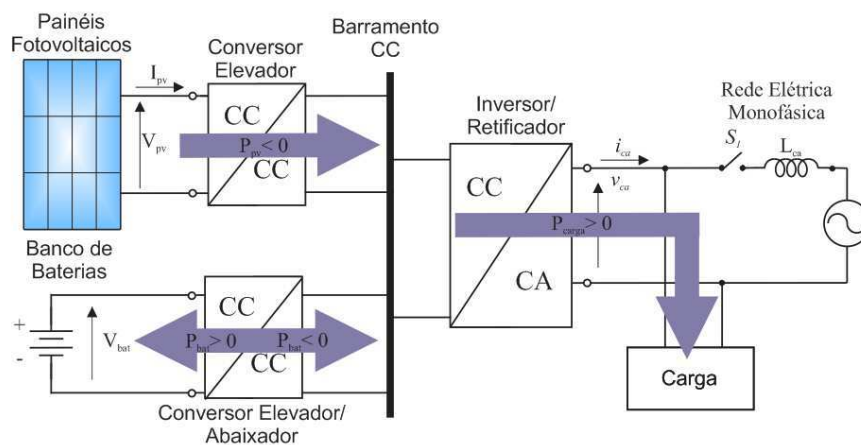 Painéis
Fotovoltaicos
I_pv
V_pv
Conversor
Elevador
CC
CC
P_pv< 0
Barramento
CC
Inversor/
Retificador
CC
CA
i_ca
v_ca
P_carga> 0
Rede Elétrica
Monofásica
S_1
L_ca
Banco de
Baterias
+
-
V_bat
CC
CC
P_bat> 0
P_bat< 0
Conversor Elevador/
Abaixador
Carga